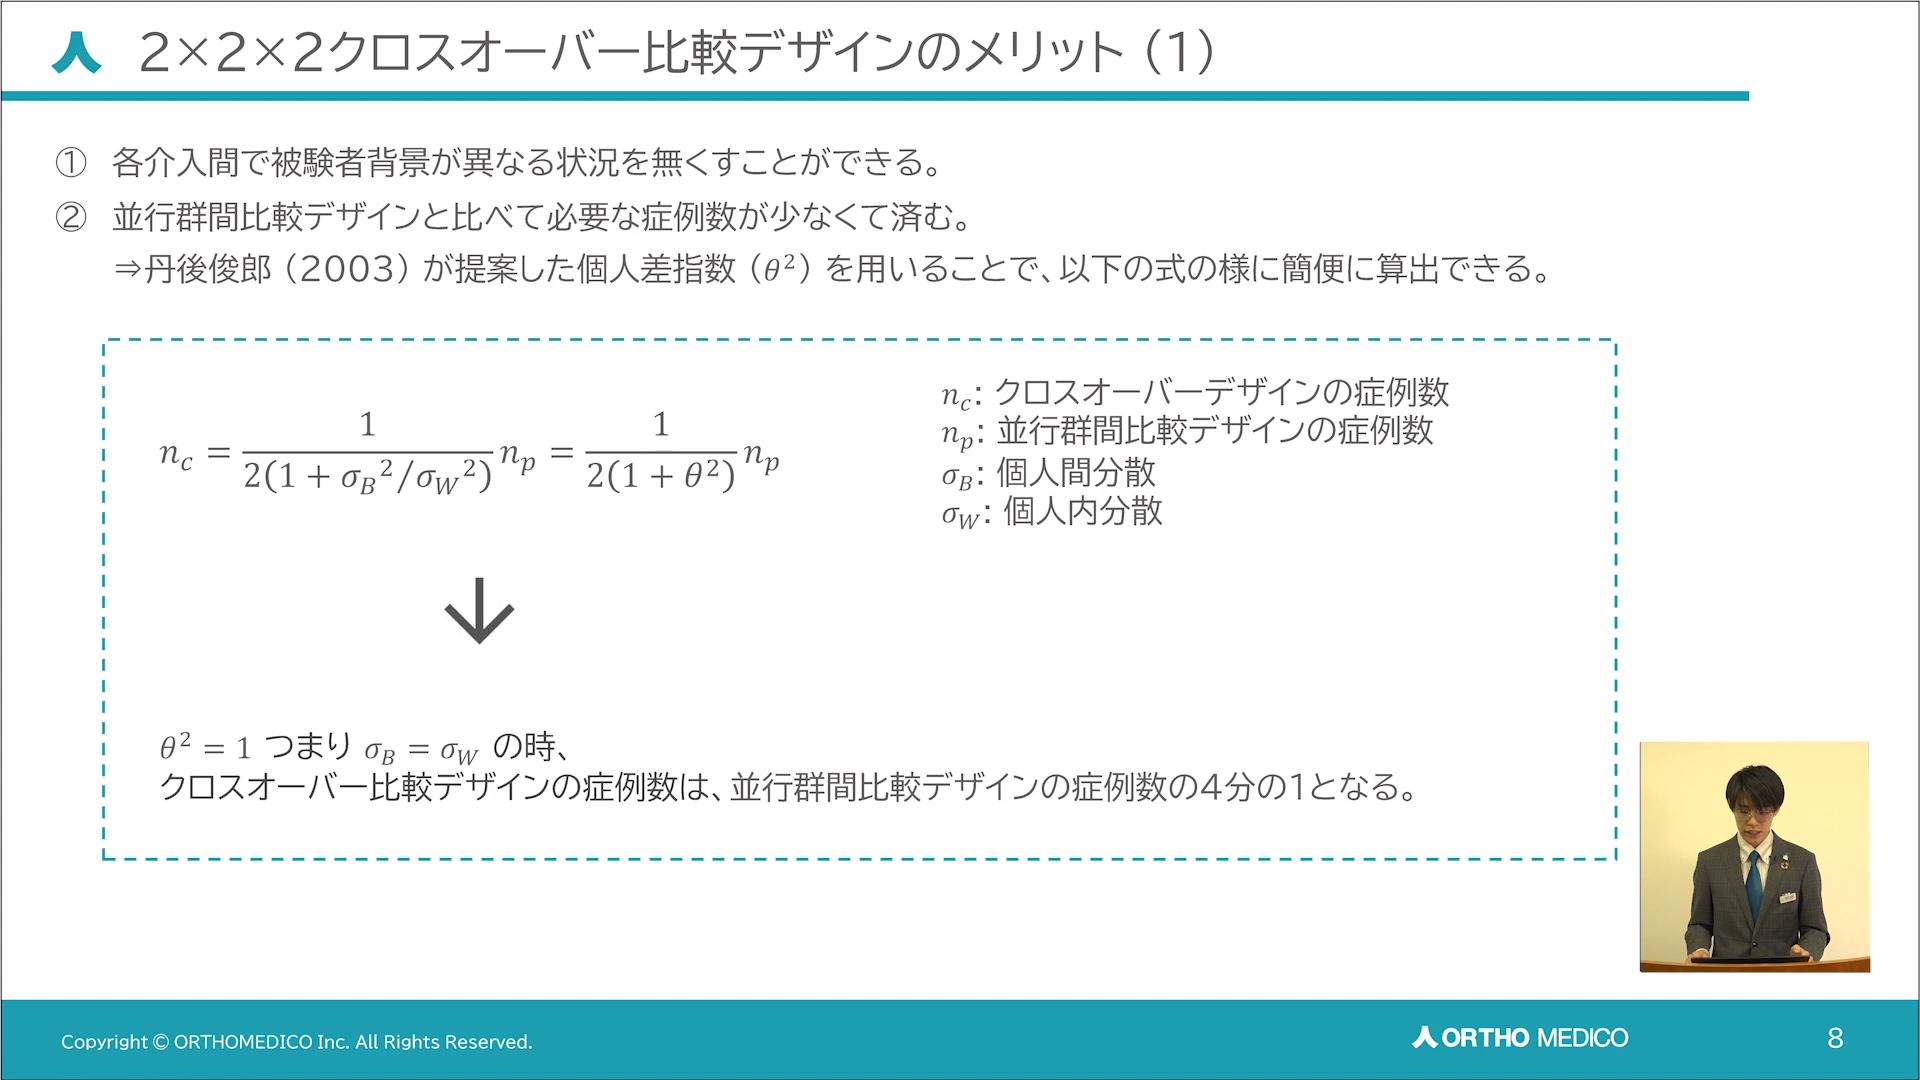 2×2×2クロスオーバー比較デザインのメリット（1）
① 各介入間で被験者背景が異なる状況を無くすことができる。
② 並行群間比較デザインと比べて必要な症例数が少なくて済む。
⇒丹後俊郎（2003）が提案した個人差指数（θ²）を用いることで、以下の式の様に簡便に算出できる。
n_c = 1/(2(1 + σ_B²/σ_W²)) n_p = 1/(2(1 + θ²)) n_p
n_c： クロスオーバーデザインの症例数
n_p： 並行群間比較デザインの症例数
σ_B： 個人間分散
σ_W： 個人内分散
↓
θ² = 1 つまり σ_B = σ_W の時、
クロスオーバー比較デザインの症例数は、並行群間比較デザインの症例数の4分の1となる。
Copyright © ORTHOMEDICO Inc. All Rights Reserved.
ORTHO MEDICO
8